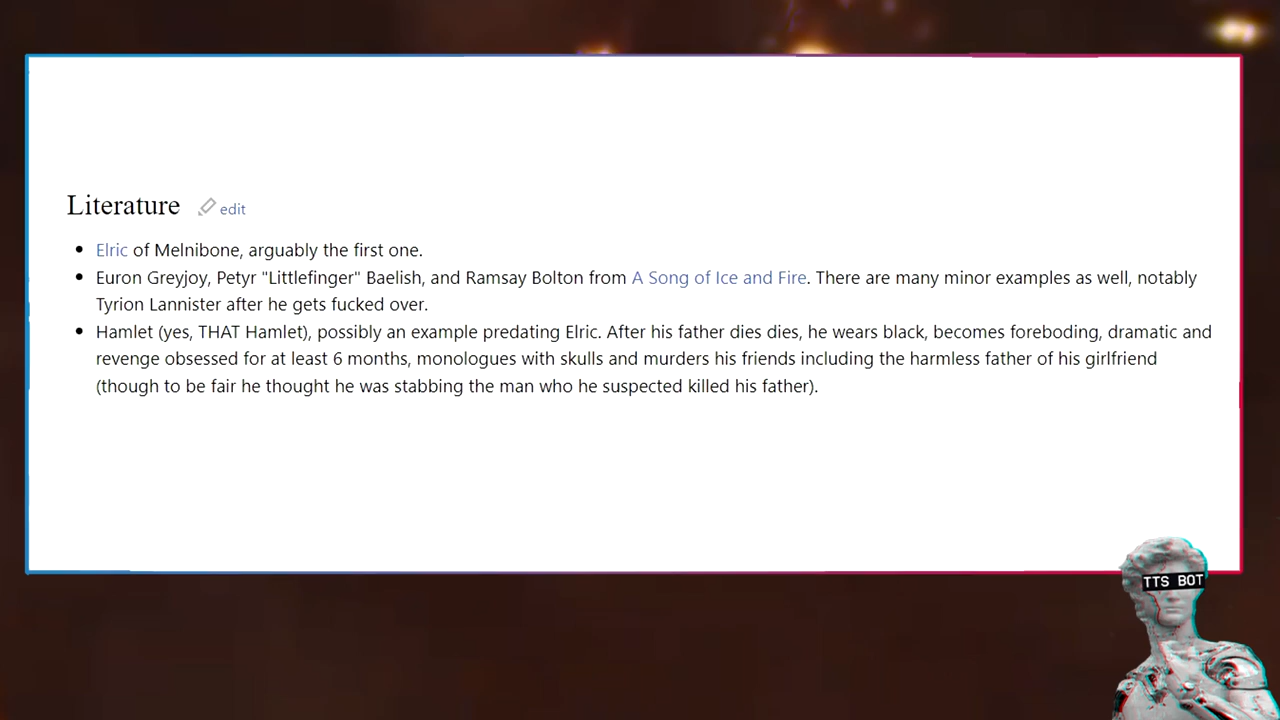 Literature edit
Elric of Melnibone, arguably the first one.
Euron Greyjoy, Petyr "Littlefinger" Baelish, and Ramsay Bolton from A Song of Ice and Fire. There are many minor examples as well, notably
Tyrion Lannister after he gets fucked over.
Hamlet (yes, THAT Hamlet), possibly an example predating Elric. After his father dies dies, he wears black, becomes foreboding, dramatic and
revenge obsessed for at least 6 months, monologues with skulls and murders his friends including the harmless father of his girlfriend
(though to be fair he thought he was stabbing the man who he suspected killed his father).
TTS BOT